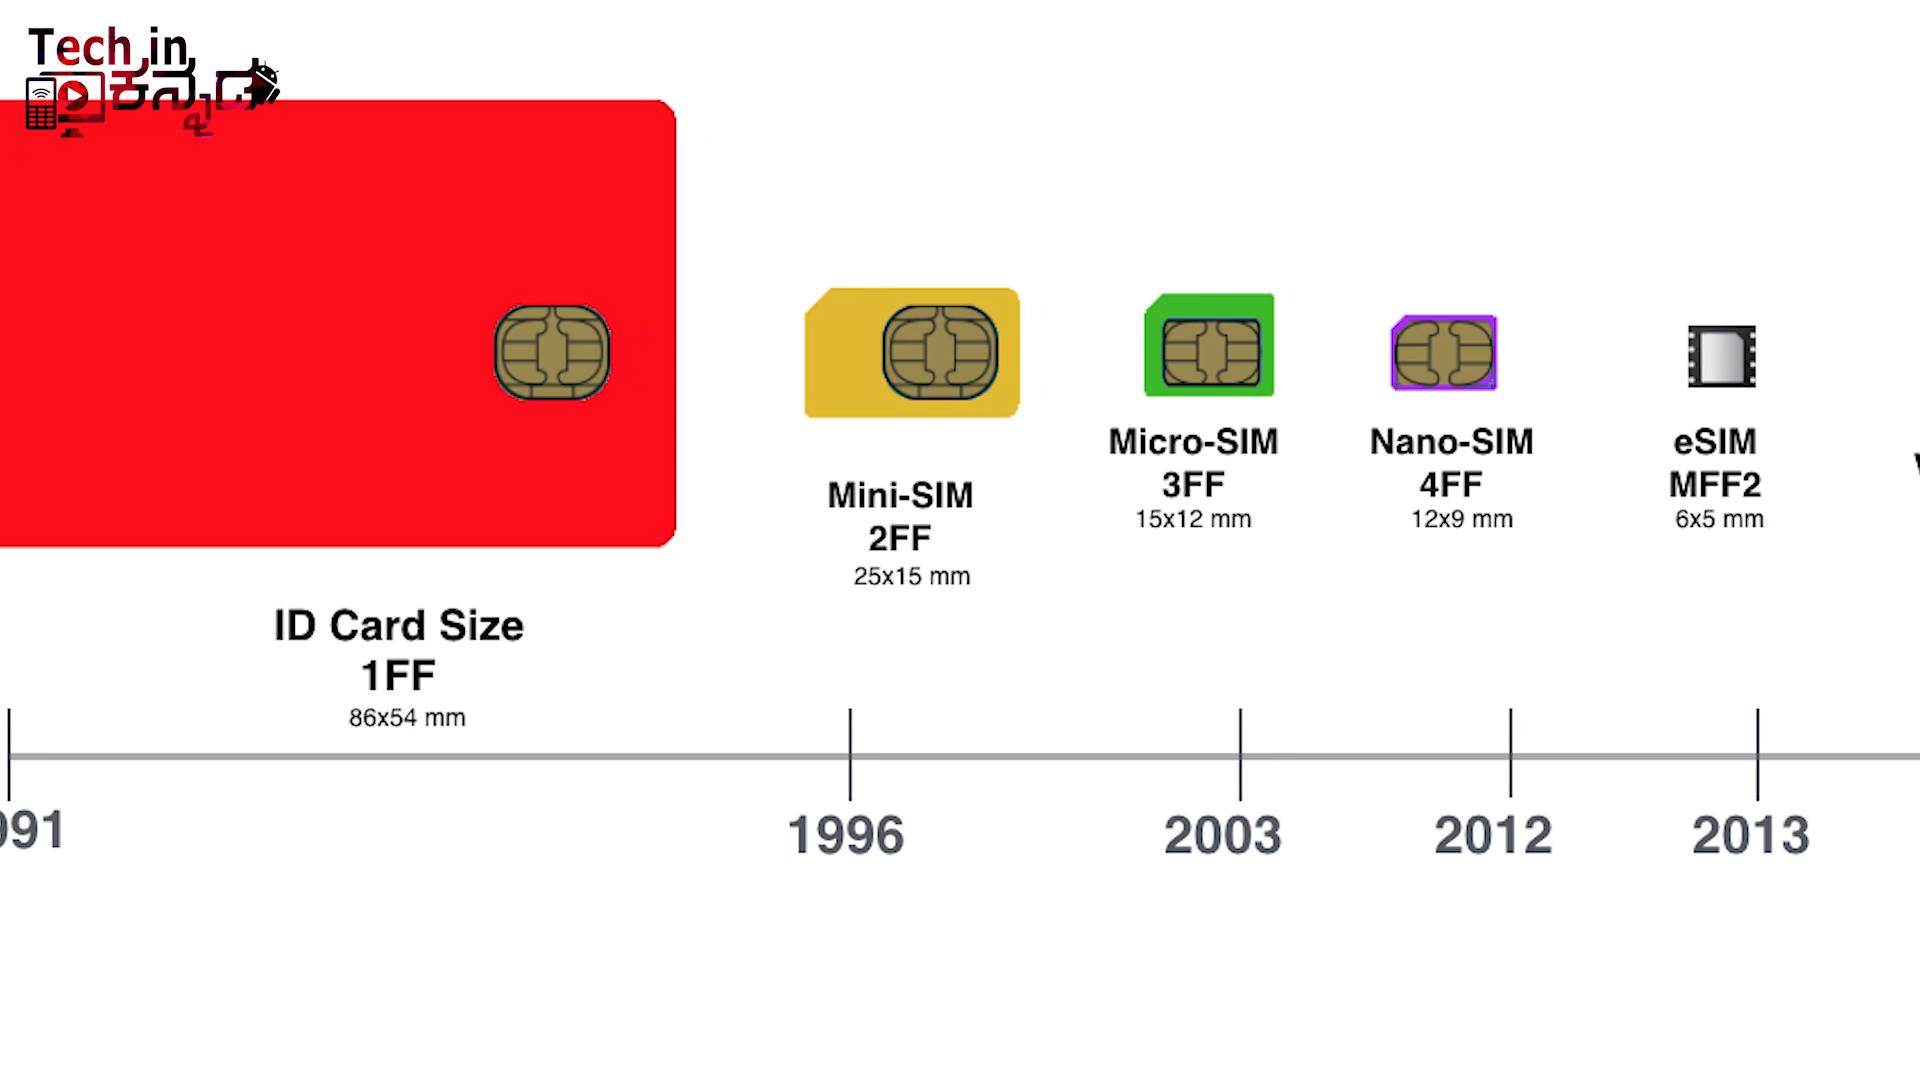 Tech in
ಕನ್ನಡ
ID Card Size
1FF
86x54 mm
Mini-SIM
2FF
25x15 mm
Micro-SIM
3FF
15x12 mm
Nano-SIM
4FF
12x9 mm
eSIM
MFF2
6x5 mm
991
1996
2003
2012
2013